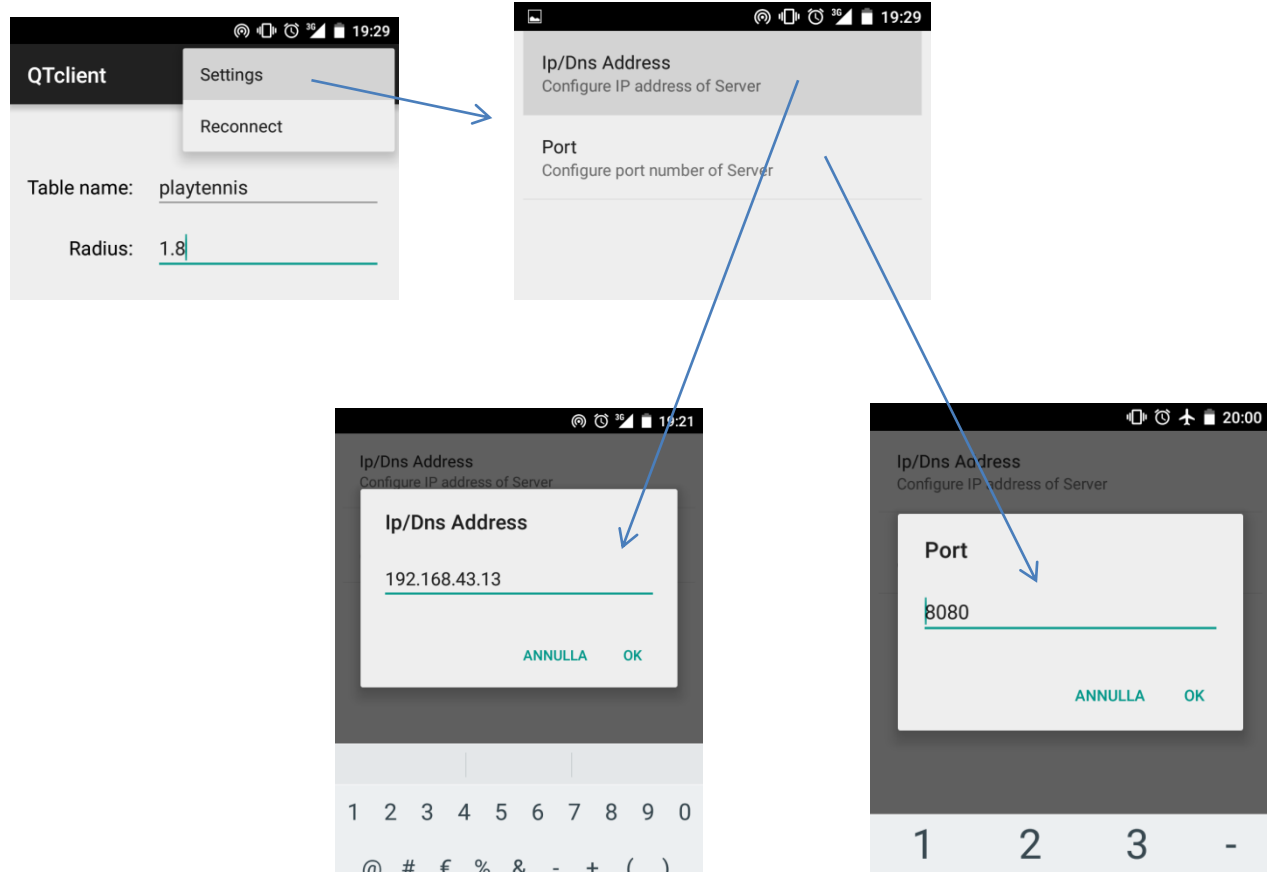 3G 19:29
QTclient
Settings
Reconnect
Table name: playtennis
Radius: 1.8
3G 19:29
Ip/Dns Address
Configure IP address of Server
Port
Configure port number of Server
3G 19:21
Ip/Dns Address
Configure IP address of Server
Ip/Dns Address
192.168.43.13
ANNULLA OK
1 2 3 4 5 6 7 8 9 0
@ # € % & - + ( )
20:00
Ip/Dns Address
Configure IP address of Server
Port
8080
ANNULLA OK
1 2 3 -